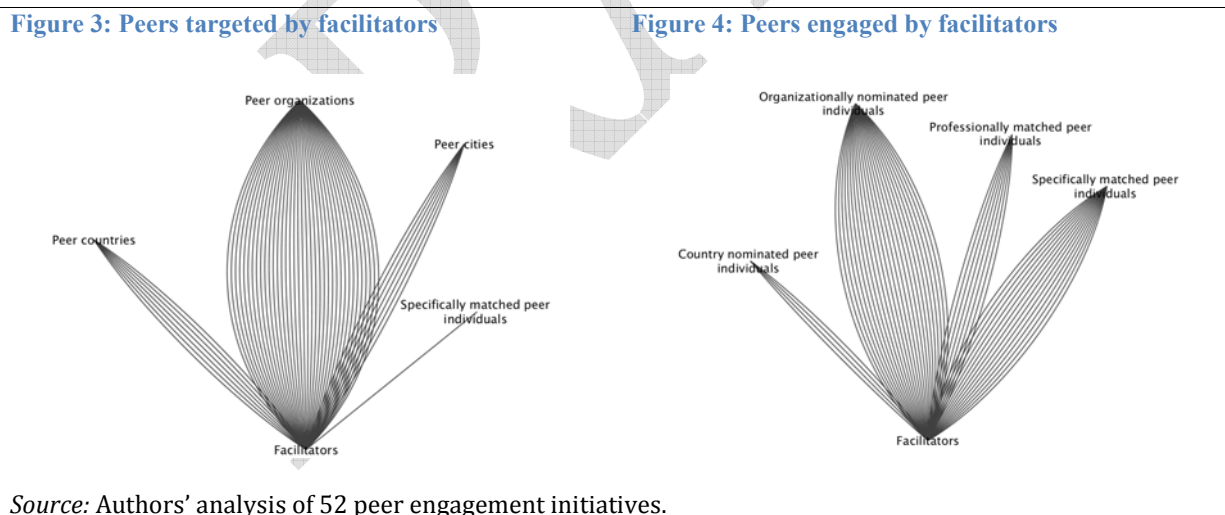 Figure 3: Peers targeted by facilitators
Figure 4: Peers engaged by facilitators
Peer organizations
Peer cities
Peer countries
Specifically matched peer
individuals
Facilitators
Organizationally nominated peer
individuals
Professionally matched peer
individuals
Specifically matched peer
individuals
Country nominated peer
individuals
Facilitators
Source: Authors’ analysis of 52 peer engagement initiatives.